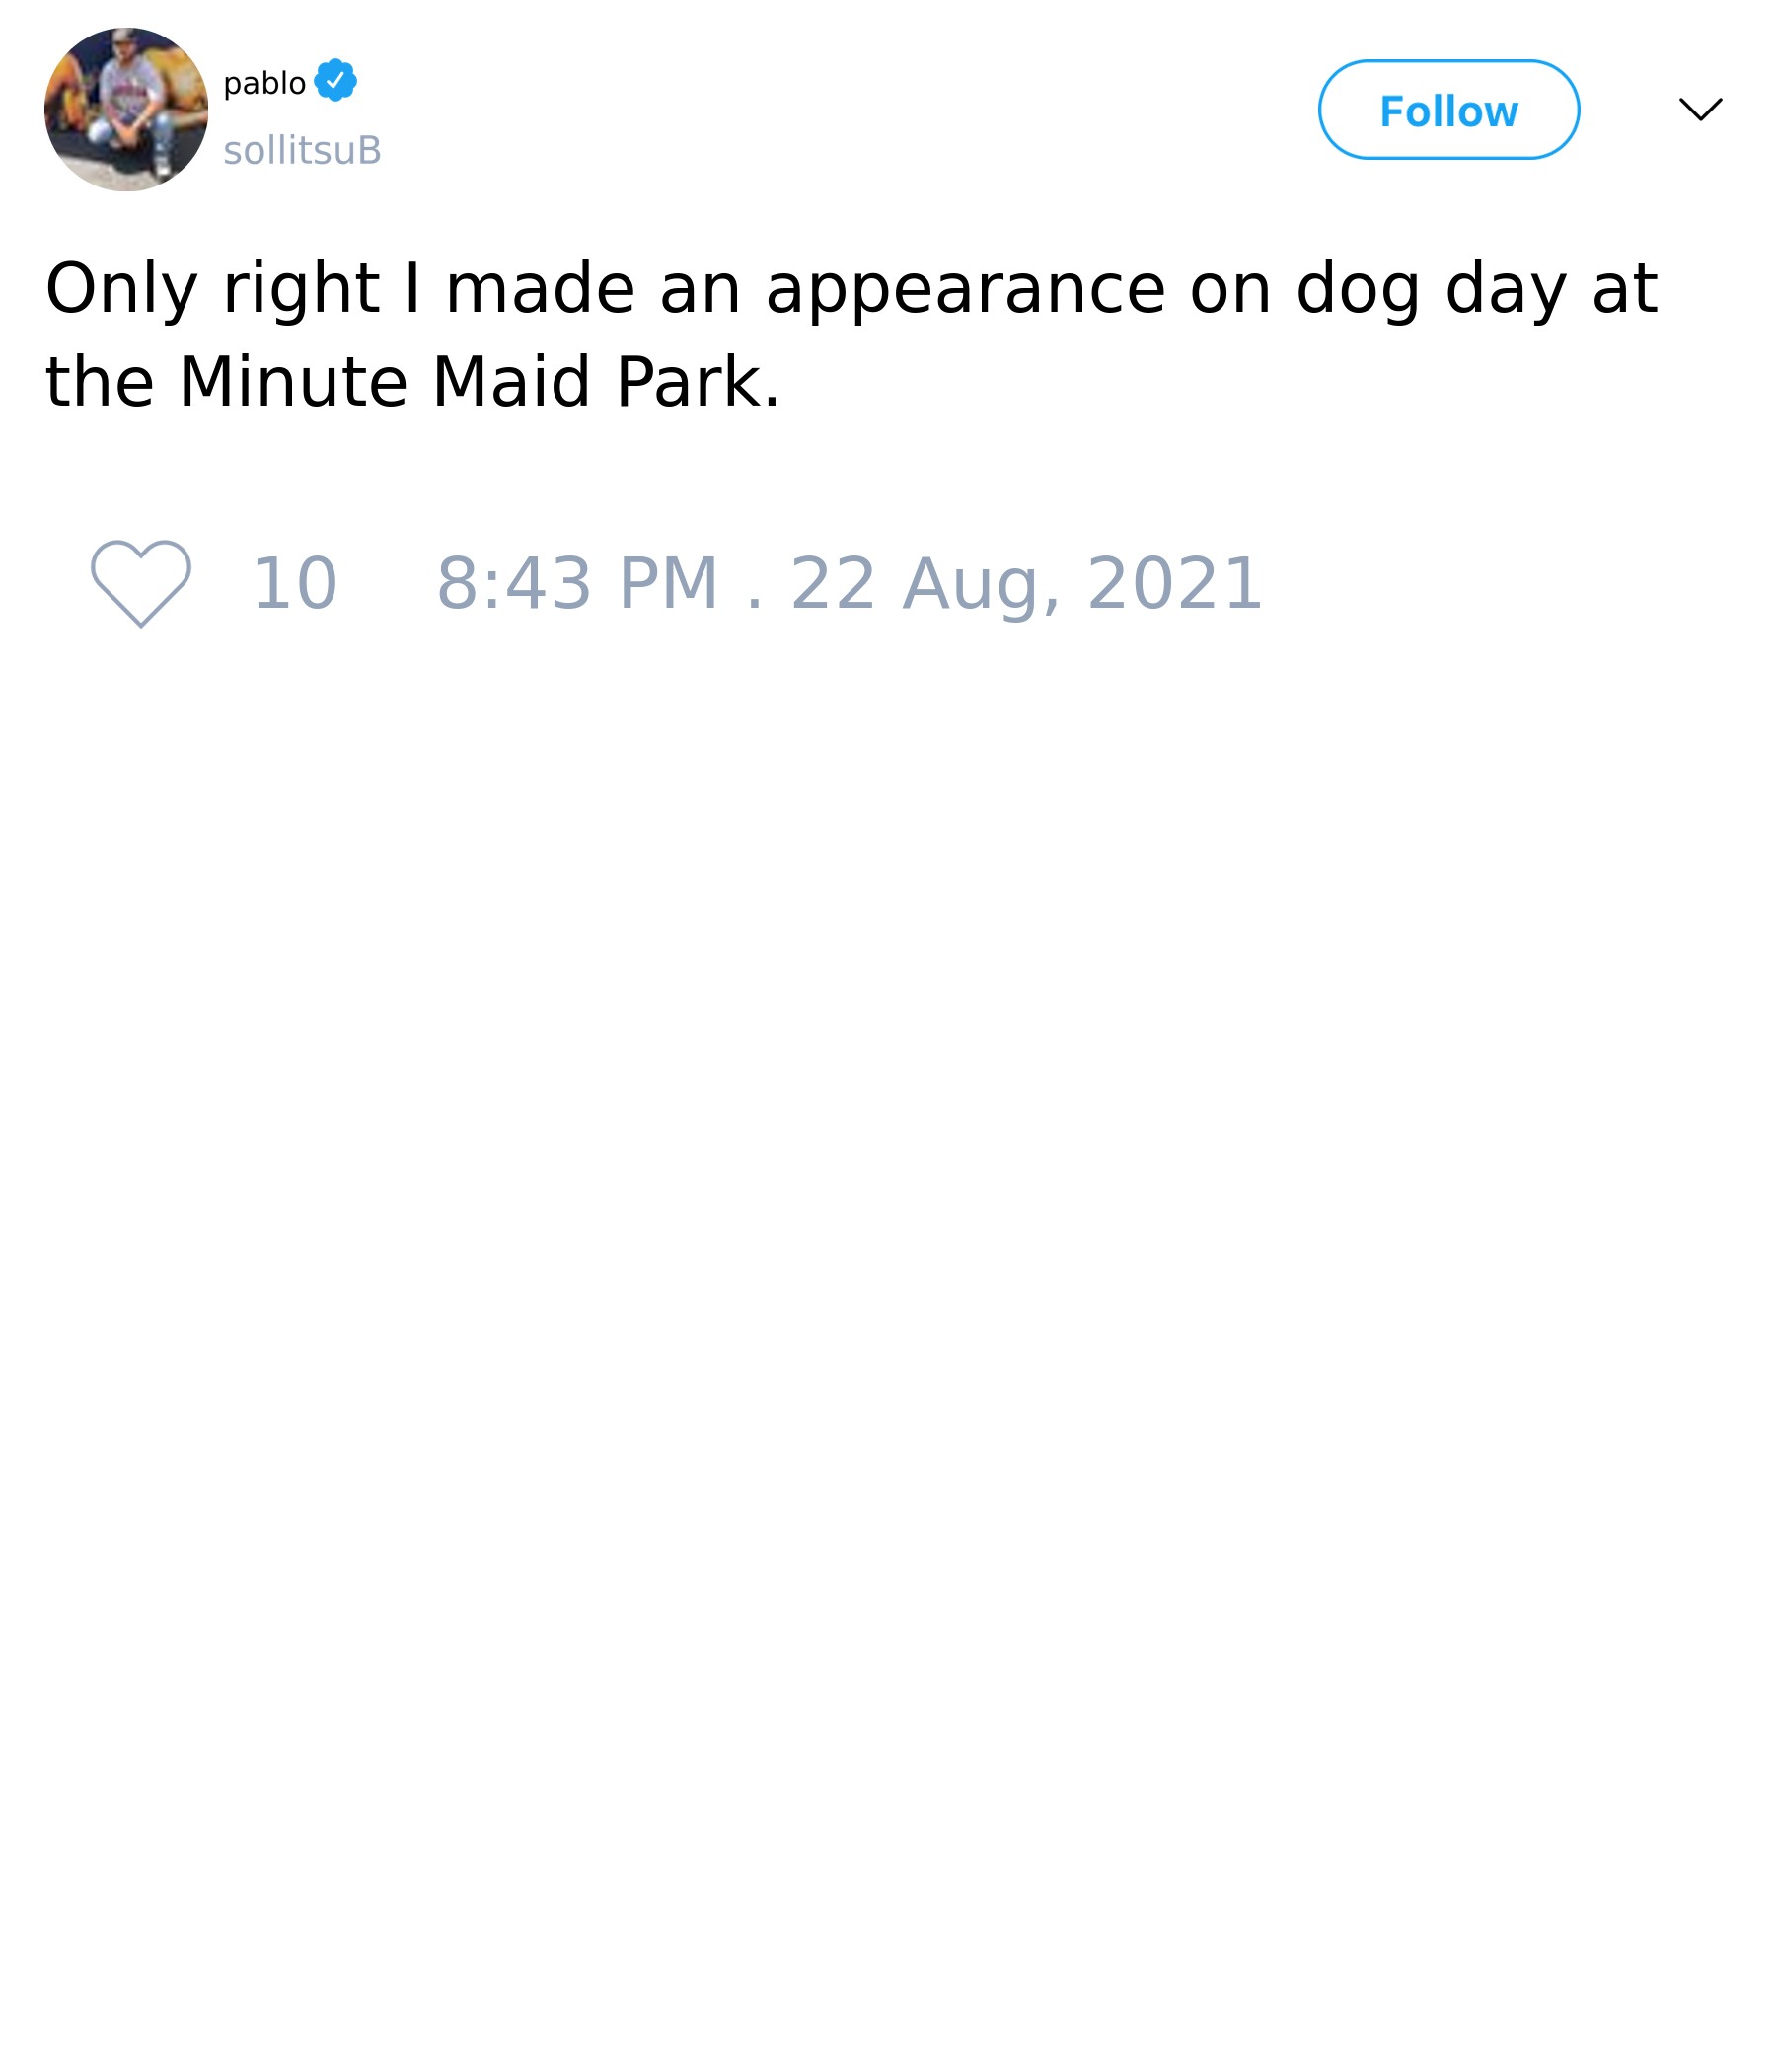 pablo
sollitsuB
Follow
Only right I made an appearance on dog day at
the Minute Maid Park.
10 8:43 PM . 22 Aug, 2021